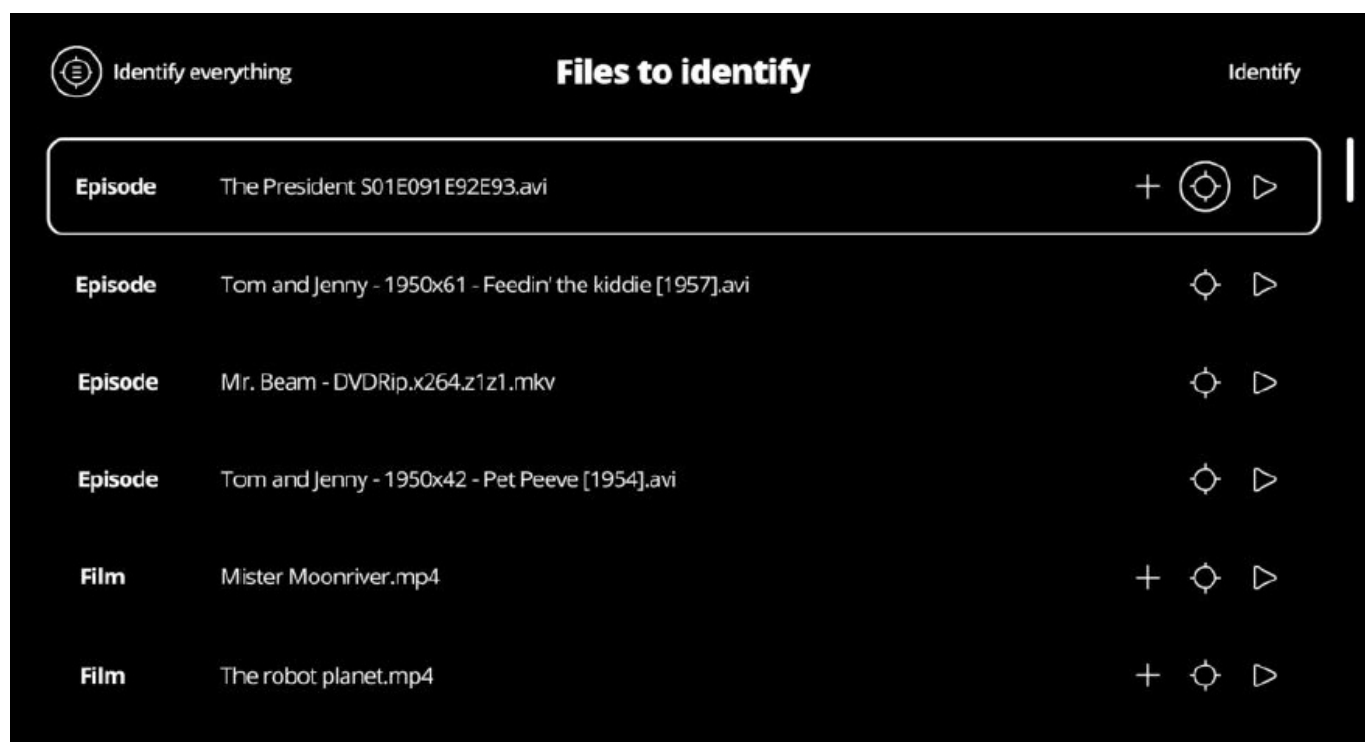 Identify everything
Files to identify
Identify
Episode The President S01E091E92E93.avi
Episode Tom and Jenny - 1950x61 - Feedin' the kiddie [1957].avi
Episode Mr. Beam - DVDRip.x264.z1z1.mkv
Episode Tom and Jenny - 1950x42 - Pet Peeve [1954].avi
Film Mister Moonriver.mp4
Film The robot planet.mp4